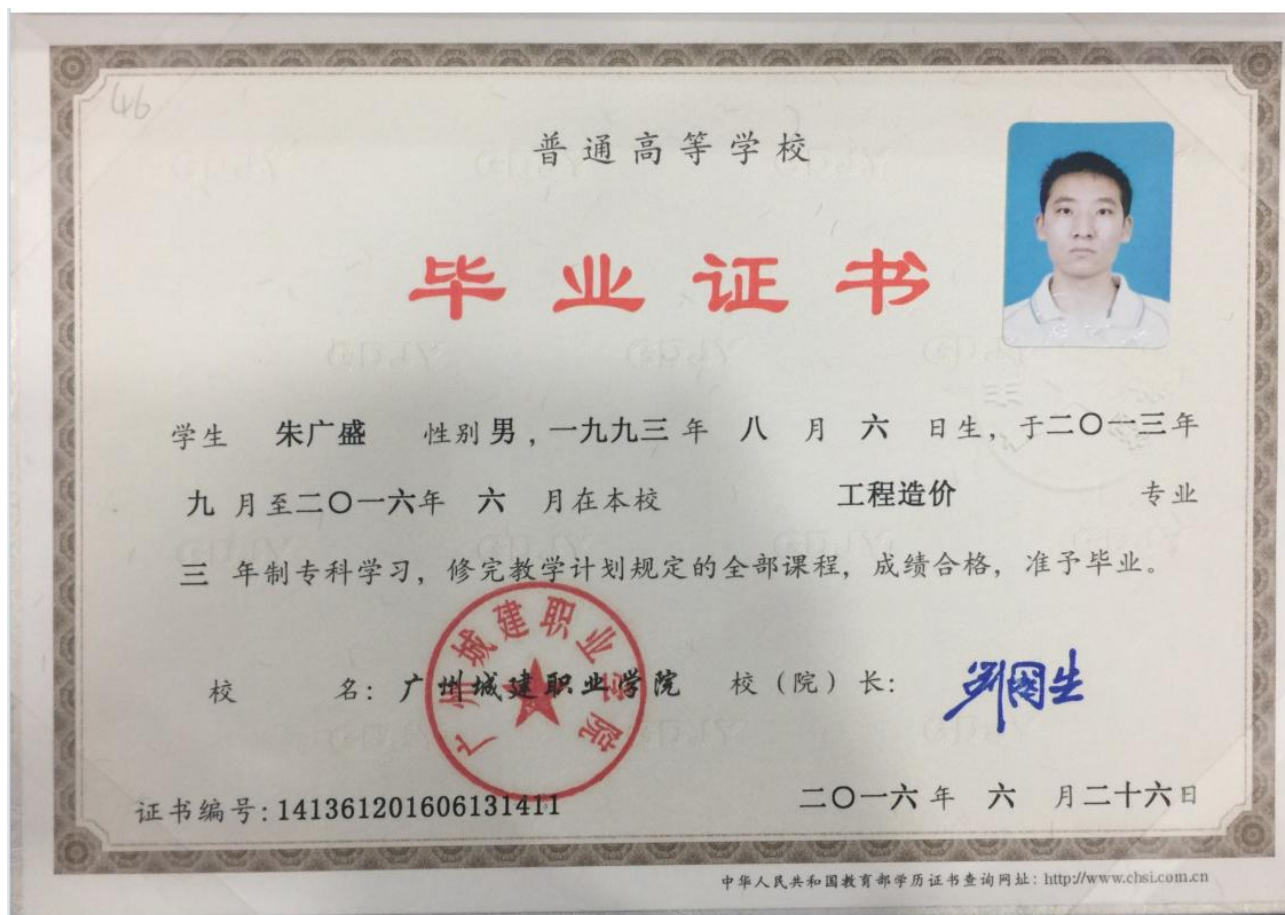 46
普通高等学校
毕业证书
学生 朱广盛 性别男，一九九三年 八 月 六 日生，于二〇一三年
九 月至二〇一六年 六 月在本校 工程造价 专业
三 年制专科学习，修完教学计划规定的全部课程，成绩合格，准予毕业。
广州城建职业学院
校 名：广州城建职业学院 校（院）长：
证书编号：141361201606131411 二〇一六年 六 月二十六日
中华人民共和国教育部学历证书查询网址：http://www.chsi.com.cn